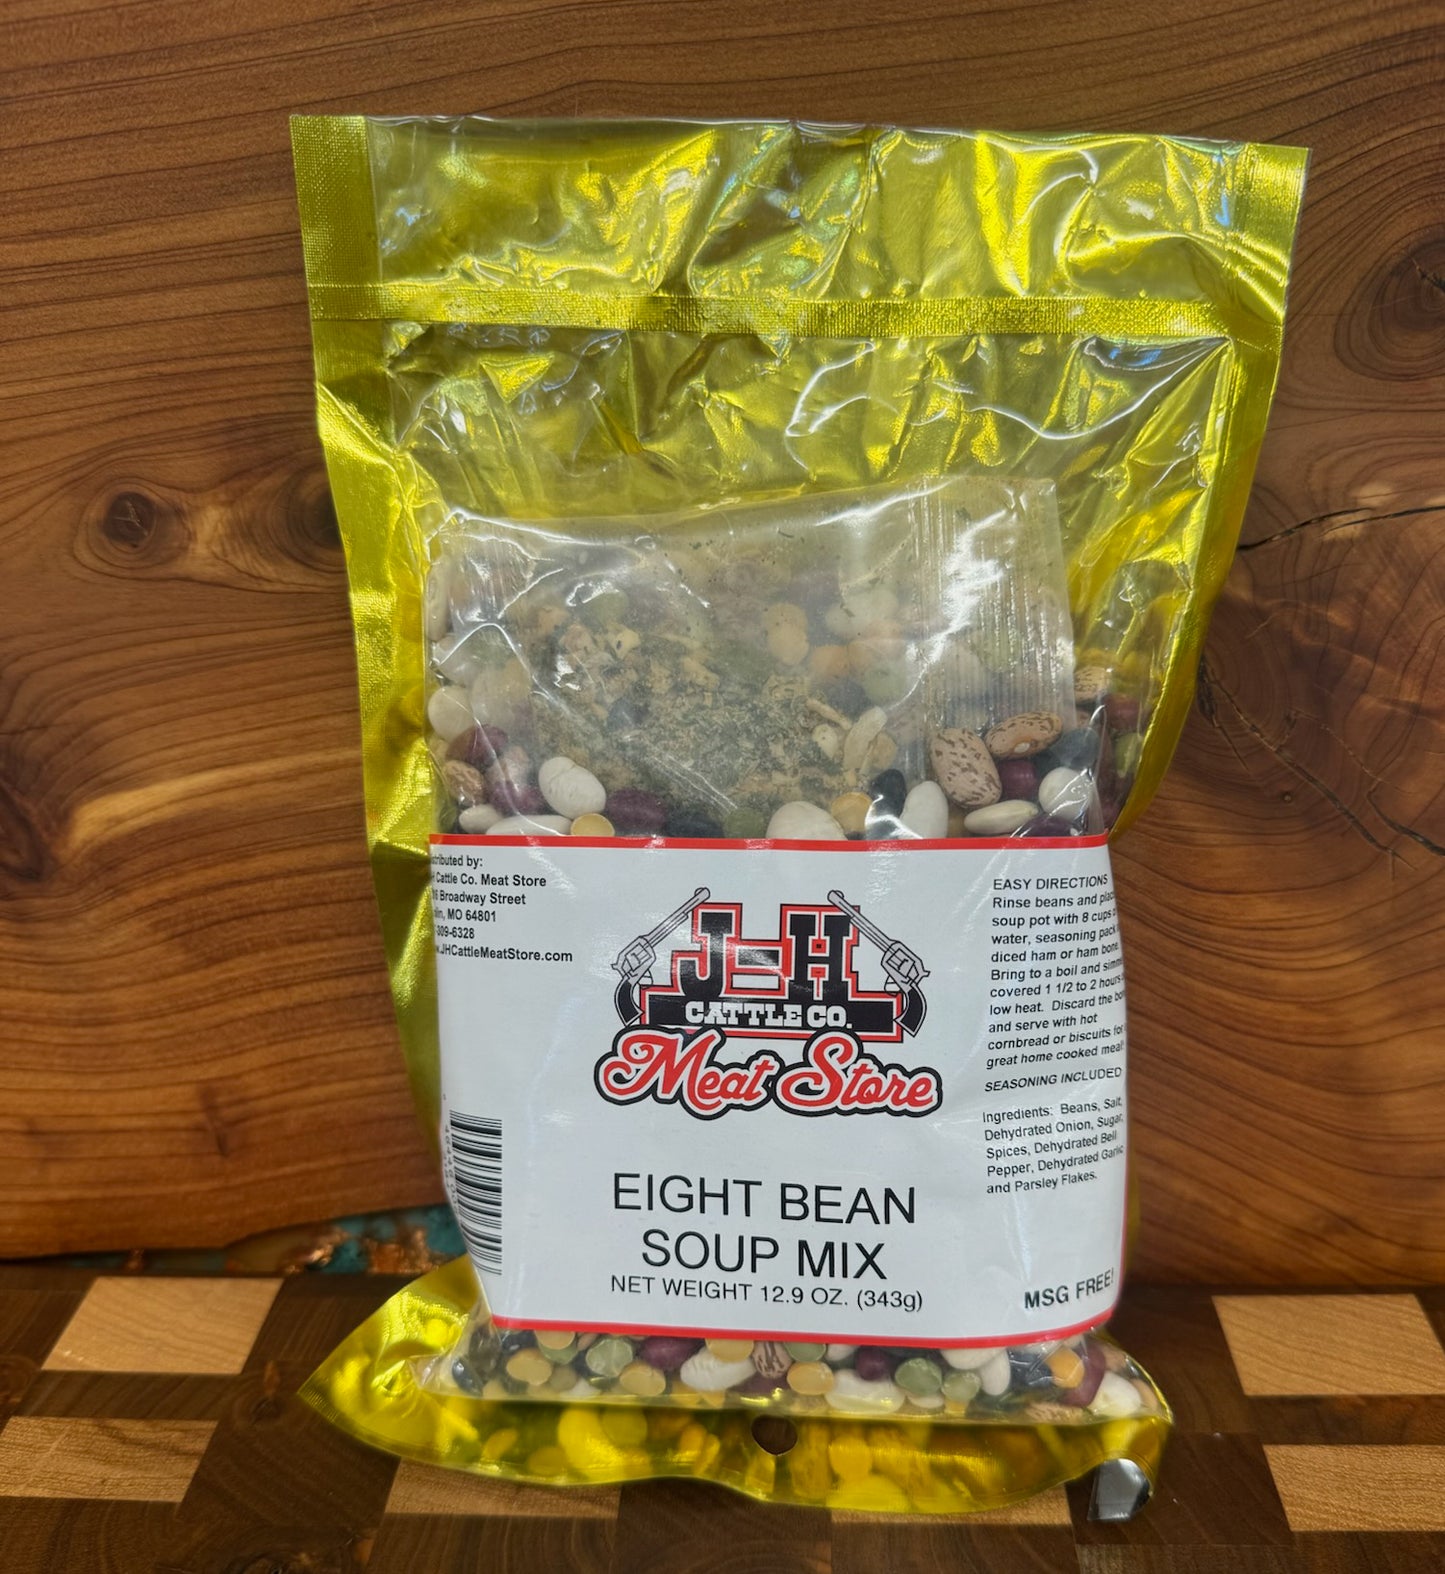 Cattle Co. Meat Store
Broadway Street
MO 64801
309-6328
JHCattleMeatStore.com
J-H
CATTLE CO.
Meat Store
EIGHT BEAN
SOUP MIX
NET WEIGHT 12.9 OZ. (343g)
EASY DIRECTIONS
Rinse beans and
soup pot with 8 cups
water, seasoning
diced ham or ham bone.
Bring to a boil and
covered 1 1/2 to 2 hours
low heat. Discard the
and serve with hot
cornbread or biscuits for
great home cooked meal!
SEASONING INCLUDED
Ingredients: Beans, Salt,
Dehydrated Onion, Sugar,
Spices, Dehydrated Bell
Pepper, Dehydrated Garlic
and Parsley Flakes.
MSG FREE!